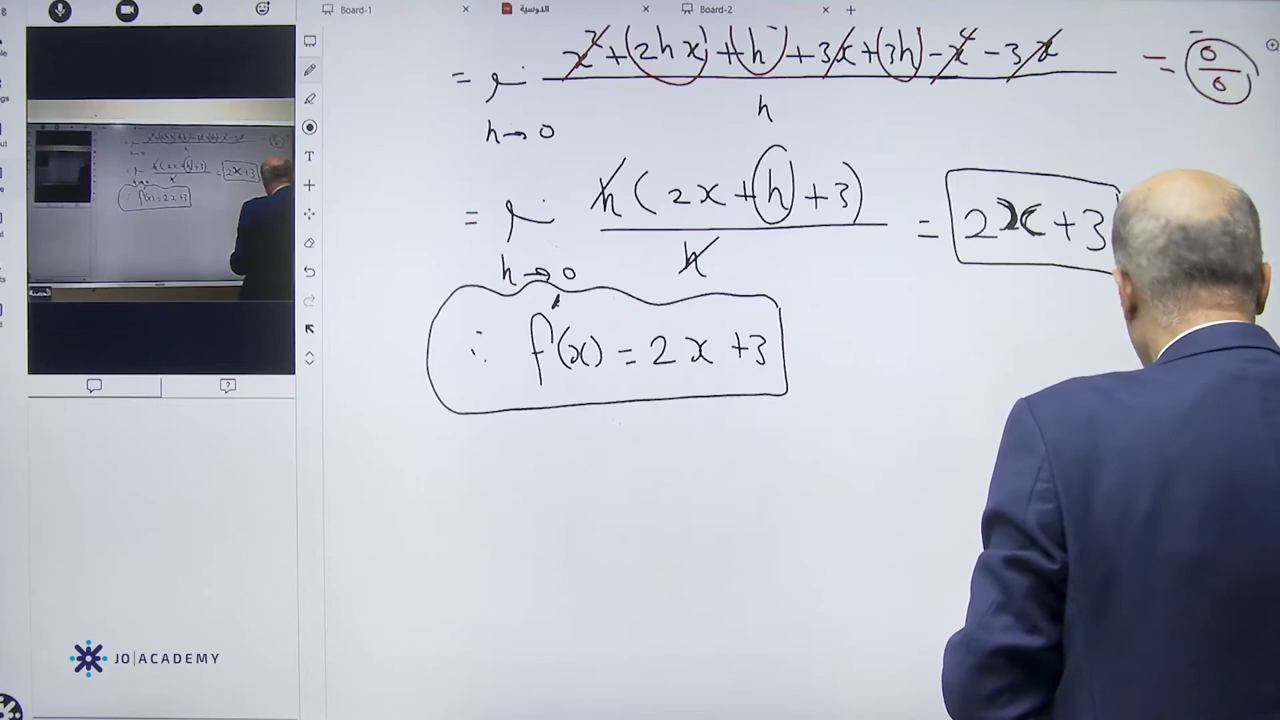 Board-1
الدوسية
Board-2
= lim h→0 x² + (2hx) + h² + 3x + (3h) - x² - 3x / h = 0/0
= lim h→0 h(2x + h + 3) / h = 2x + 3
∴ f'(x) = 2x + 3
T
JO|ACADEMY